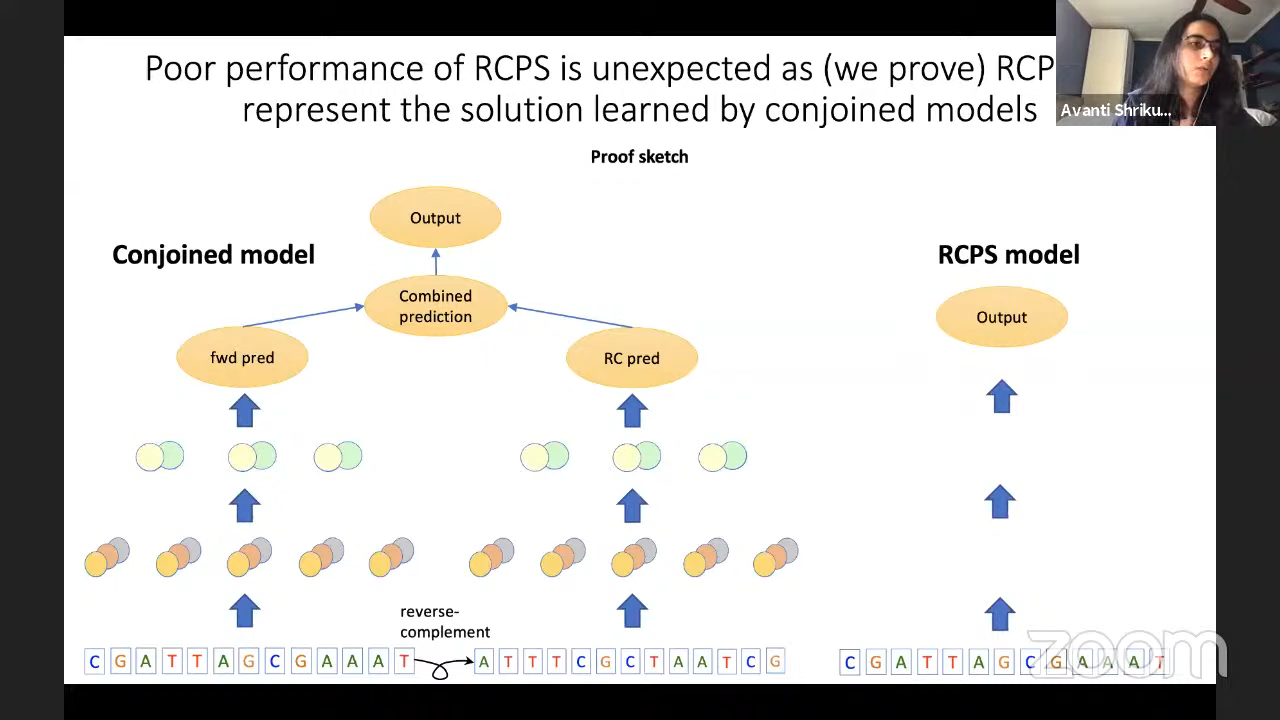 Poor performance of RCPS is unexpected as (we prove) RCP
represent the solution learned by conjoined models
Avanti Shriku...
Proof sketch
Output
Conjoined model
RCPS model
Combined
prediction
Output
fwd pred
RC pred
reverse-
complement
C G A T T A G C G A A A T
A T T T C G C T A A T C G
C G A T T A G C G A A A T
zoom